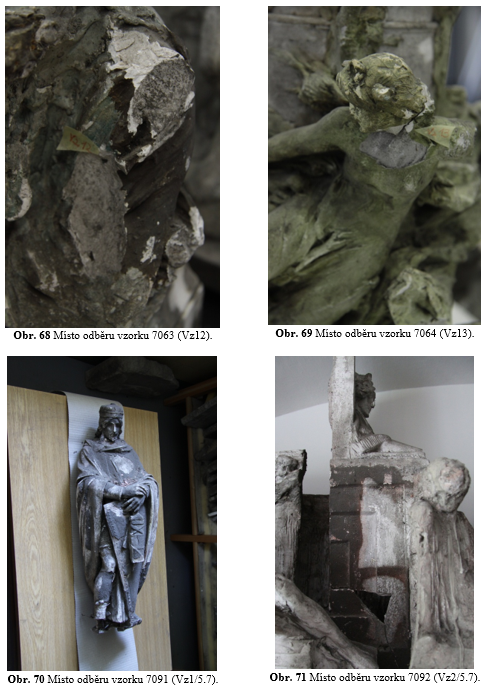 Obr. 68 Místo odběru vzorku 7063 (Vz12).
Obr. 69 Místo odběru vzorku 7064 (Vz13).
Obr. 70 Místo odběru vzorku 7091 (Vz1/5.7).
Obr. 71 Místo odběru vzorku 7092 (Vz2/5.7).